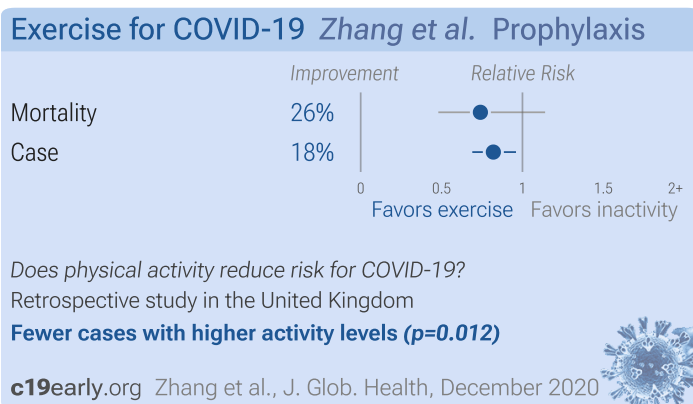 Exercise for COVID-19 Zhang et al. Prophylaxis
Improvement Relative Risk
Mortality 26%
Case 18%
0 0.5 1 1.5 2+
Favors exercise Favors inactivity
Does physical activity reduce risk for COVID-19?
Retrospective study in the United Kingdom
Fewer cases with higher activity levels (p=0.012)
c19early.org Zhang et al., J. Glob. Health, December 2020